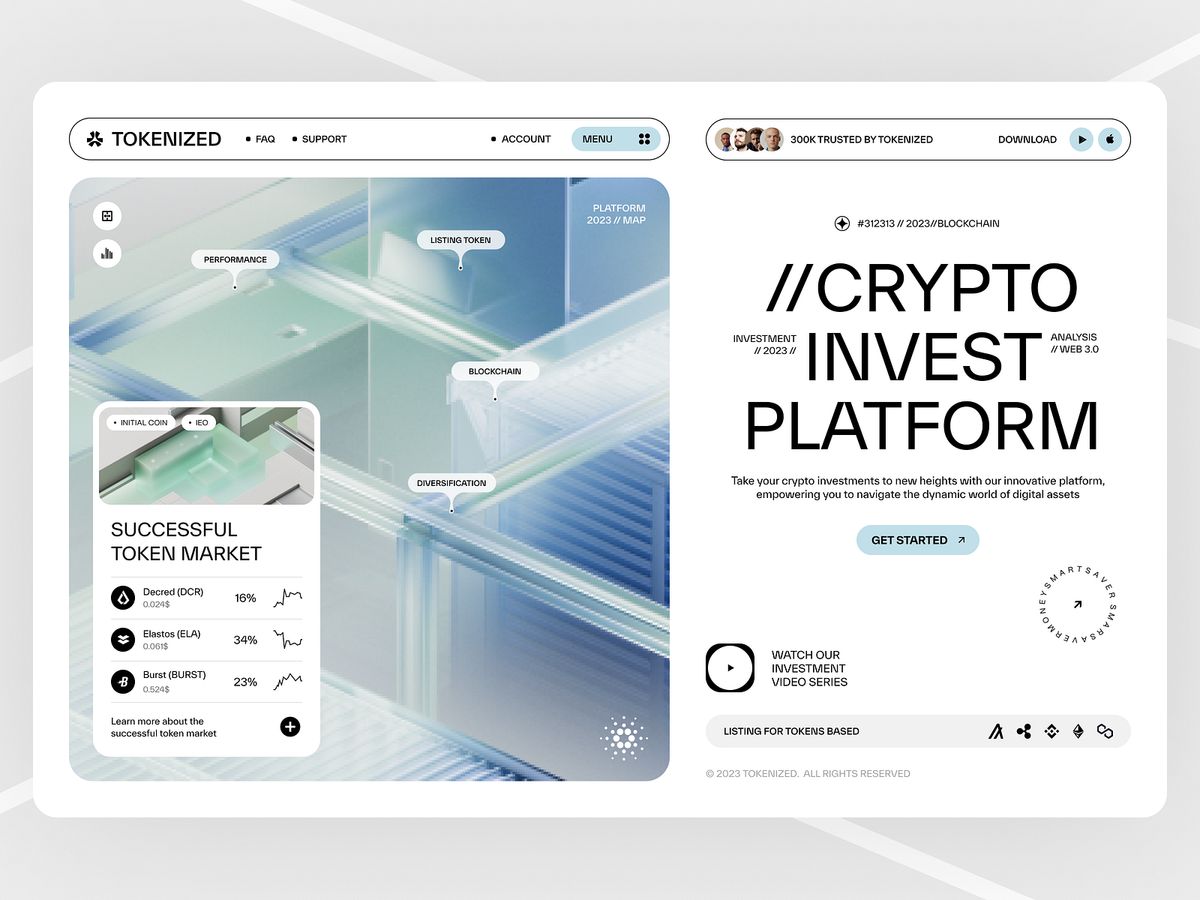 TOKENIZED
FAQ
SUPPORT
ACCOUNT
MENU
PLATFORM
2023 // MAP
LISTING TOKEN
PERFORMANCE
BLOCKCHAIN
DIVERSIFICATION
INITIAL COIN
IEO
SUCCESSFUL
TOKEN MARKET
Decred (DCR)
0.024$
16%
Elastos (ELA)
0.061$
34%
Burst (BURST)
0.524$
23%
Learn more about the
successful token market
300K TRUSTED BY TOKENIZED
DOWNLOAD
#312313 // 2023//BLOCKCHAIN
//CRYPTO
INVESTMENT
// 2023 //
INVEST
ANALYSIS
// WEB 3.0
PLATFORM
Take your crypto investments to new heights with our innovative platform,
empowering you to navigate the dynamic world of digital assets
GET STARTED
SMARTSAVER SMARSAVERMONEY
WATCH OUR
INVESTMENT
VIDEO SERIES
LISTING FOR TOKENS BASED
© 2023 TOKENIZED. ALL RIGHTS RESERVED